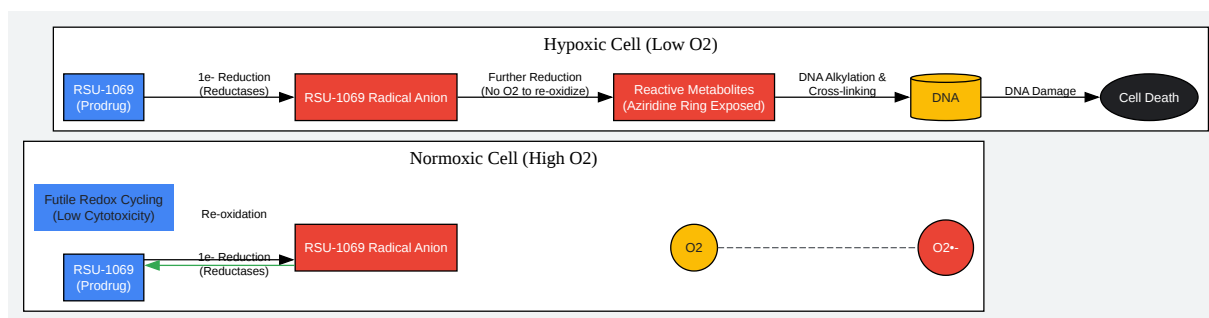 Hypoxic Cell (Low O2)
RSU-1069
(Prodrug)
1e- Reduction
(Reductases)
RSU-1069 Radical Anion
Further Reduction
(No O2 to re-oxidize)
Reactive Metabolites
(Aziridine Ring Exposed)
DNA Alkylation &
Cross-linking
DNA
DNA Damage
Cell Death
Normoxic Cell (High O2)
Futile Redox Cycling
(Low Cytotoxicity)
Re-oxidation
RSU-1069
(Prodrug)
1e- Reduction
(Reductases)
RSU-1069 Radical Anion
O2
O2•-